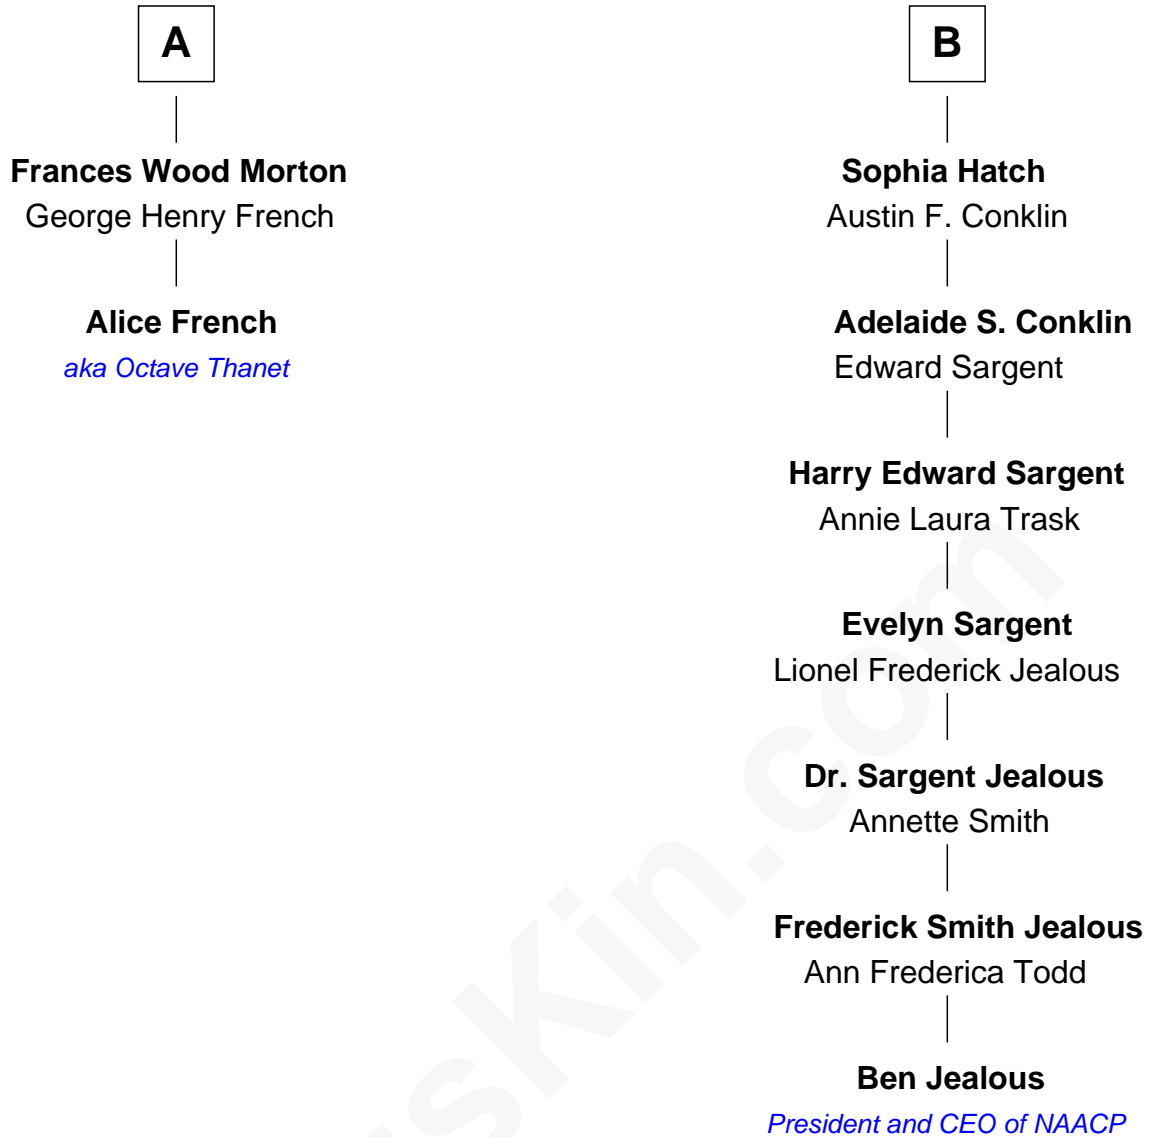 A
Frances Wood Morton
George Henry French
Alice French
aka Octave Thanet
B
Sophia Hatch
Austin F. Conklin
Adelaide S. Conklin
Edward Sargent
Harry Edward Sargent
Annie Laura Trask
Evelyn Sargent
Lionel Frederick Jealous
Dr. Sargent Jealous
Annette Smith
Frederick Smith Jealous
Ann Frederica Todd
Ben Jealous
President and CEO of NAACP